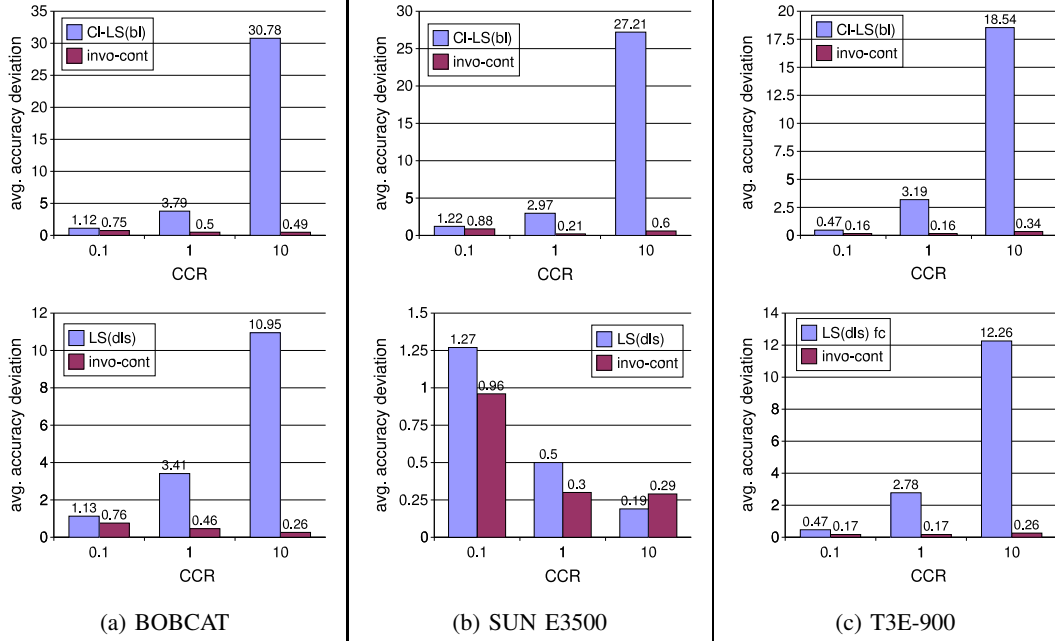 avg. accuracy deviation
35
30
25
20
15
10
5
0
Cl-LS(bl)
invo-cont
1.12 0.75
3.79 0.5
30.78 0.49
0.1 1 10
CCR
avg. accuracy deviation
30
25
20
15
10
5
0
Cl-LS(bl)
invo-cont
1.22 0.88
2.97 0.21
27.21 0.6
0.1 1 10
CCR
avg. accuracy deviation
20
17.5
15
12.5
10
7.5
5
2.5
0
Cl-LS(bl)
invo-cont
0.47 0.16
3.19 0.16
18.54 0.34
0.1 1 10
CCR
avg. accuracy deviation
12
10
8
6
4
2
0
LS(dls)
invo-cont
1.13 0.76
3.41 0.46
10.95 0.26
0.1 1 10
CCR
avg. accuracy deviation
1.5
1.25
1
0.75
0.5
0.25
0
LS(dls)
invo-cont
1.27 0.96
0.5 0.3
0.19 0.29
0.1 1 10
CCR
avg. accuracy deviation
14
12
10
8
6
4
2
0
LS(dls) fc
invo-cont
0.47 0.17
2.78 0.17
12.26 0.26
0.1 1 10
CCR
(a) BOBCAT
(b) SUN E3500
(c) T3E-900